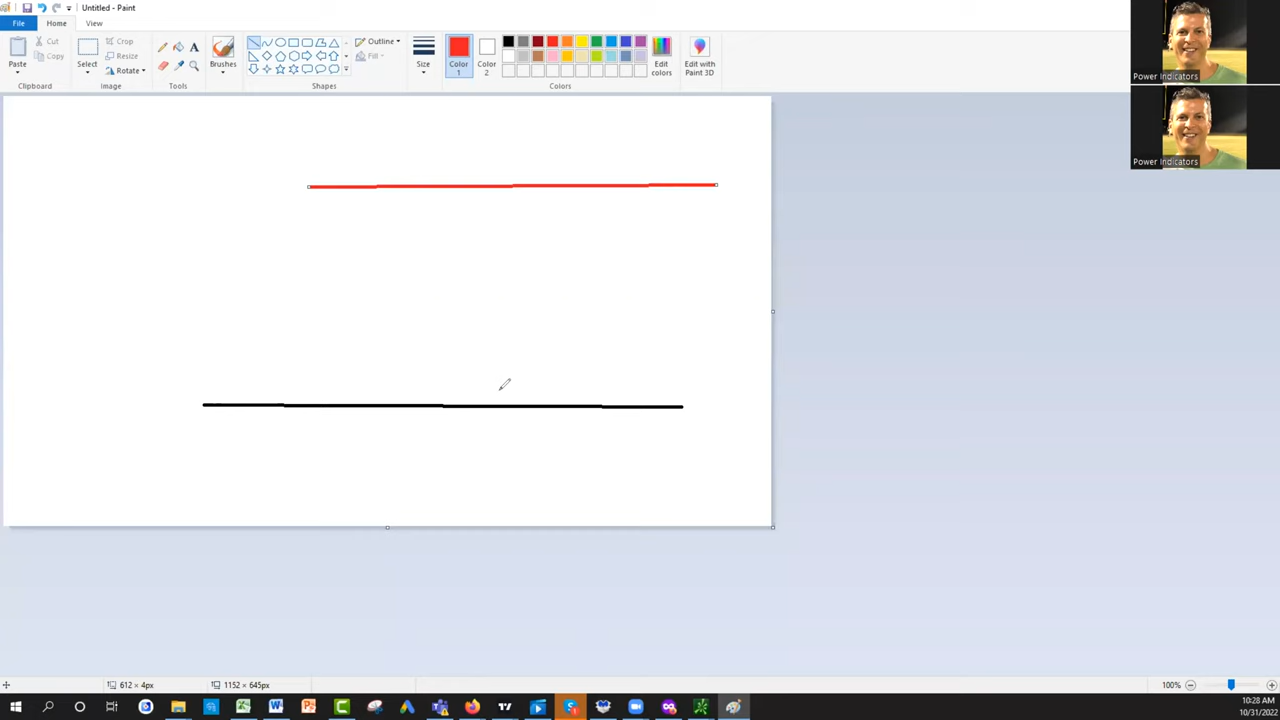 Untitled - Paint
File Home View
Paste
Cut
Copy
Clipboard
Select
Crop
Resize
Rotate
Image
A
Tools
Brushes
Outline
Fill
Shapes
Size
Color 1
Color 2
Edit colors
Edit with Paint 3D
Colors
Power Indicators
Power Indicators
612 × 4px
1152 × 645px
100%
10:28 AM
10/31/2022